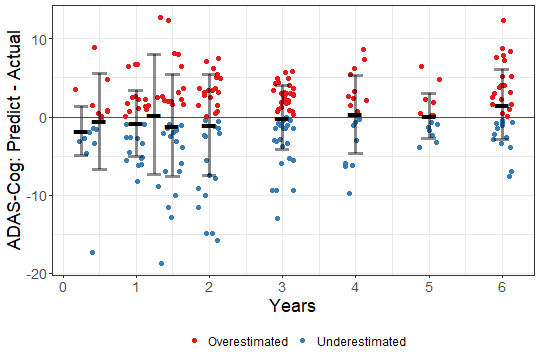 ADAS-Cog: Predict - Actual
10
0
-10
-20
0 1 2 3 4 5 6
Years
Overestimated Underestimated